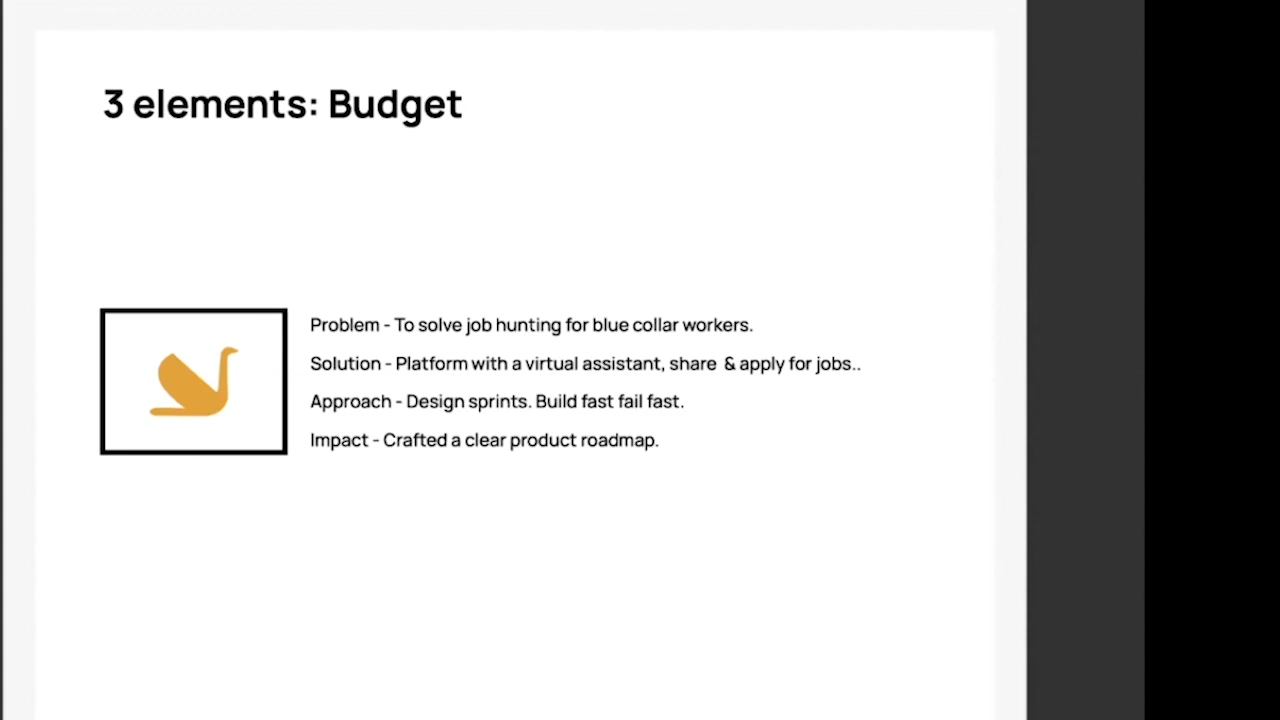 3 elements: Budget
Problem - To solve job hunting for blue collar workers.
Solution - Platform with a virtual assistant, share  & apply for jobs..
Approach - Design sprints. Build fast fail fast.
Impact - Crafted a clear product roadmap.